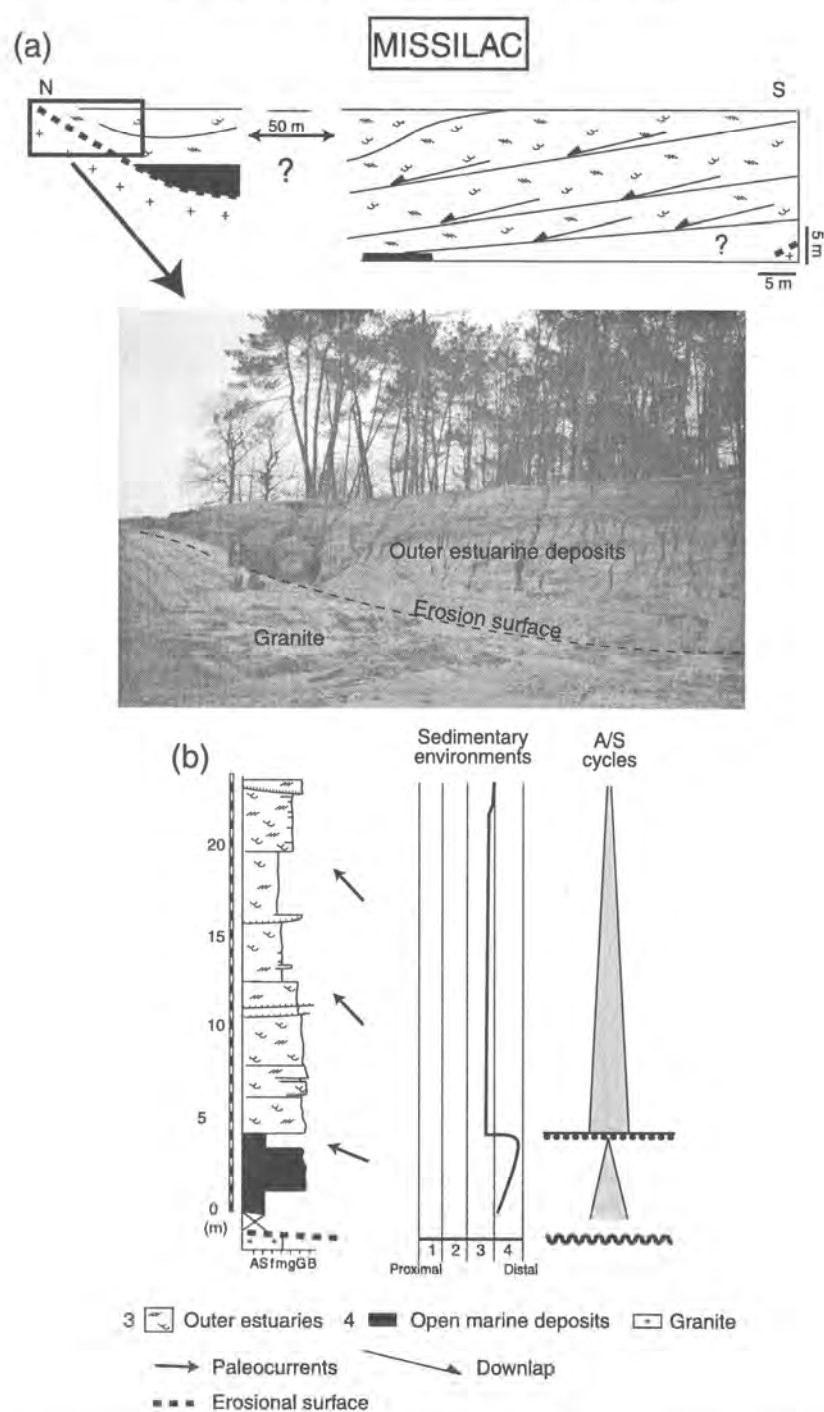 MISSILAC
(a)
N
S
50 m
?
?
5 m
5 m
Outer estuarine deposits
Erosion surface
Granite
(b)
Sedimentary environments
A/S cycles
20
15
10
5
0
(m)
ASfmgGB
1 2 3 4
Proximal Distal
3 Outer estuaries 4 Open marine deposits Granite
Paleocurrents Downlap
Erosional surface